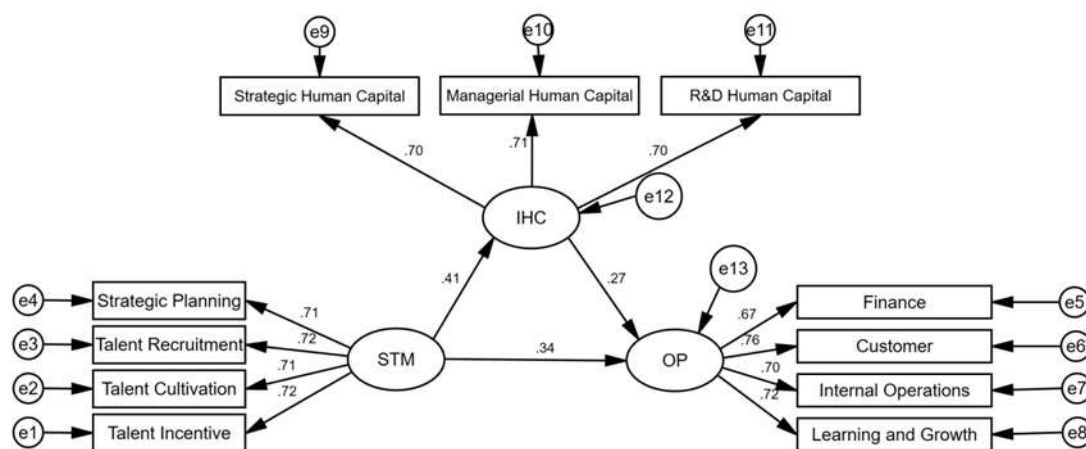 e9
e10
e11
Strategic Human Capital
Managerial Human Capital
R&D Human Capital
.70
.71
.70
e12
IHC
e13
.41
.27
e4
Strategic Planning
.71
e3
Talent Recruitment
.72
e2
Talent Cultivation
.71
e1
Talent Incentive
.72
STM
.34
OP
.67
Finance
e5
.76
Customer
e6
.70
Internal Operations
e7
.72
Learning and Growth
e8